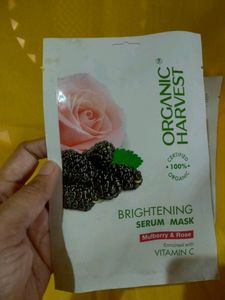 ORGANIC
HARVEST®
CERTIFIED
100%
ORGANIC
BRIGHTENING
SERUM MASK
Mulberry & Rose
Enriched with
VITAMIN C